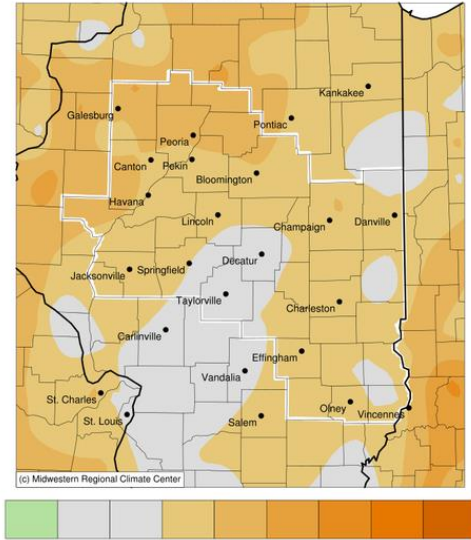 Kankakee
Galesburg
Pontiac
Peoria
Canton
Pekin
Bloomington
Havana
Lincoln
Champaign
Danville
Decatur
Jacksonville
Springfield
Taylorville
Charleston
Carlinville
Effingham
Vandalia
St. Charles
Olney
Vincennes
St. Louis
Salem
(c) Midwestern Regional Climate Center